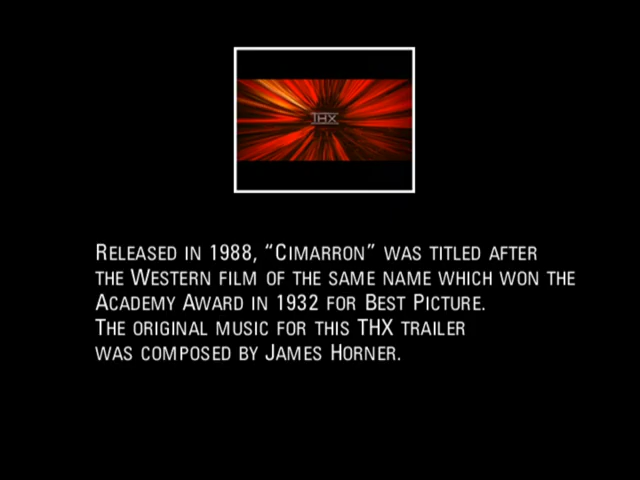 THX
RELEASED IN 1988, “CIMARRON” WAS TITLED AFTER
THE WESTERN FILM OF THE SAME NAME WHICH WON THE
ACADEMY AWARD IN 1932 FOR BEST PICTURE.
THE ORIGINAL MUSIC FOR THIS THX TRAILER
WAS COMPOSED BY JAMES HORNER.